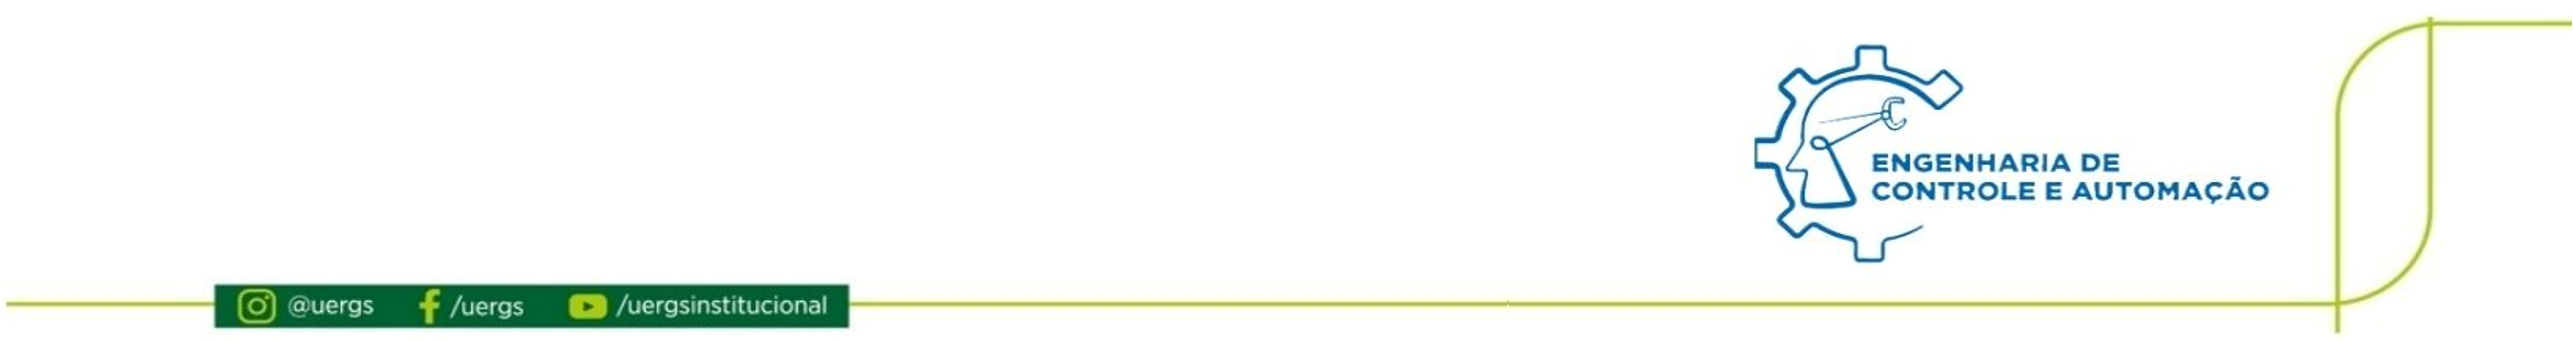 ENGENHARIA DE
CONTROLE E AUTOMAÇÃO
@uergs /uergs /uergsinstitucional